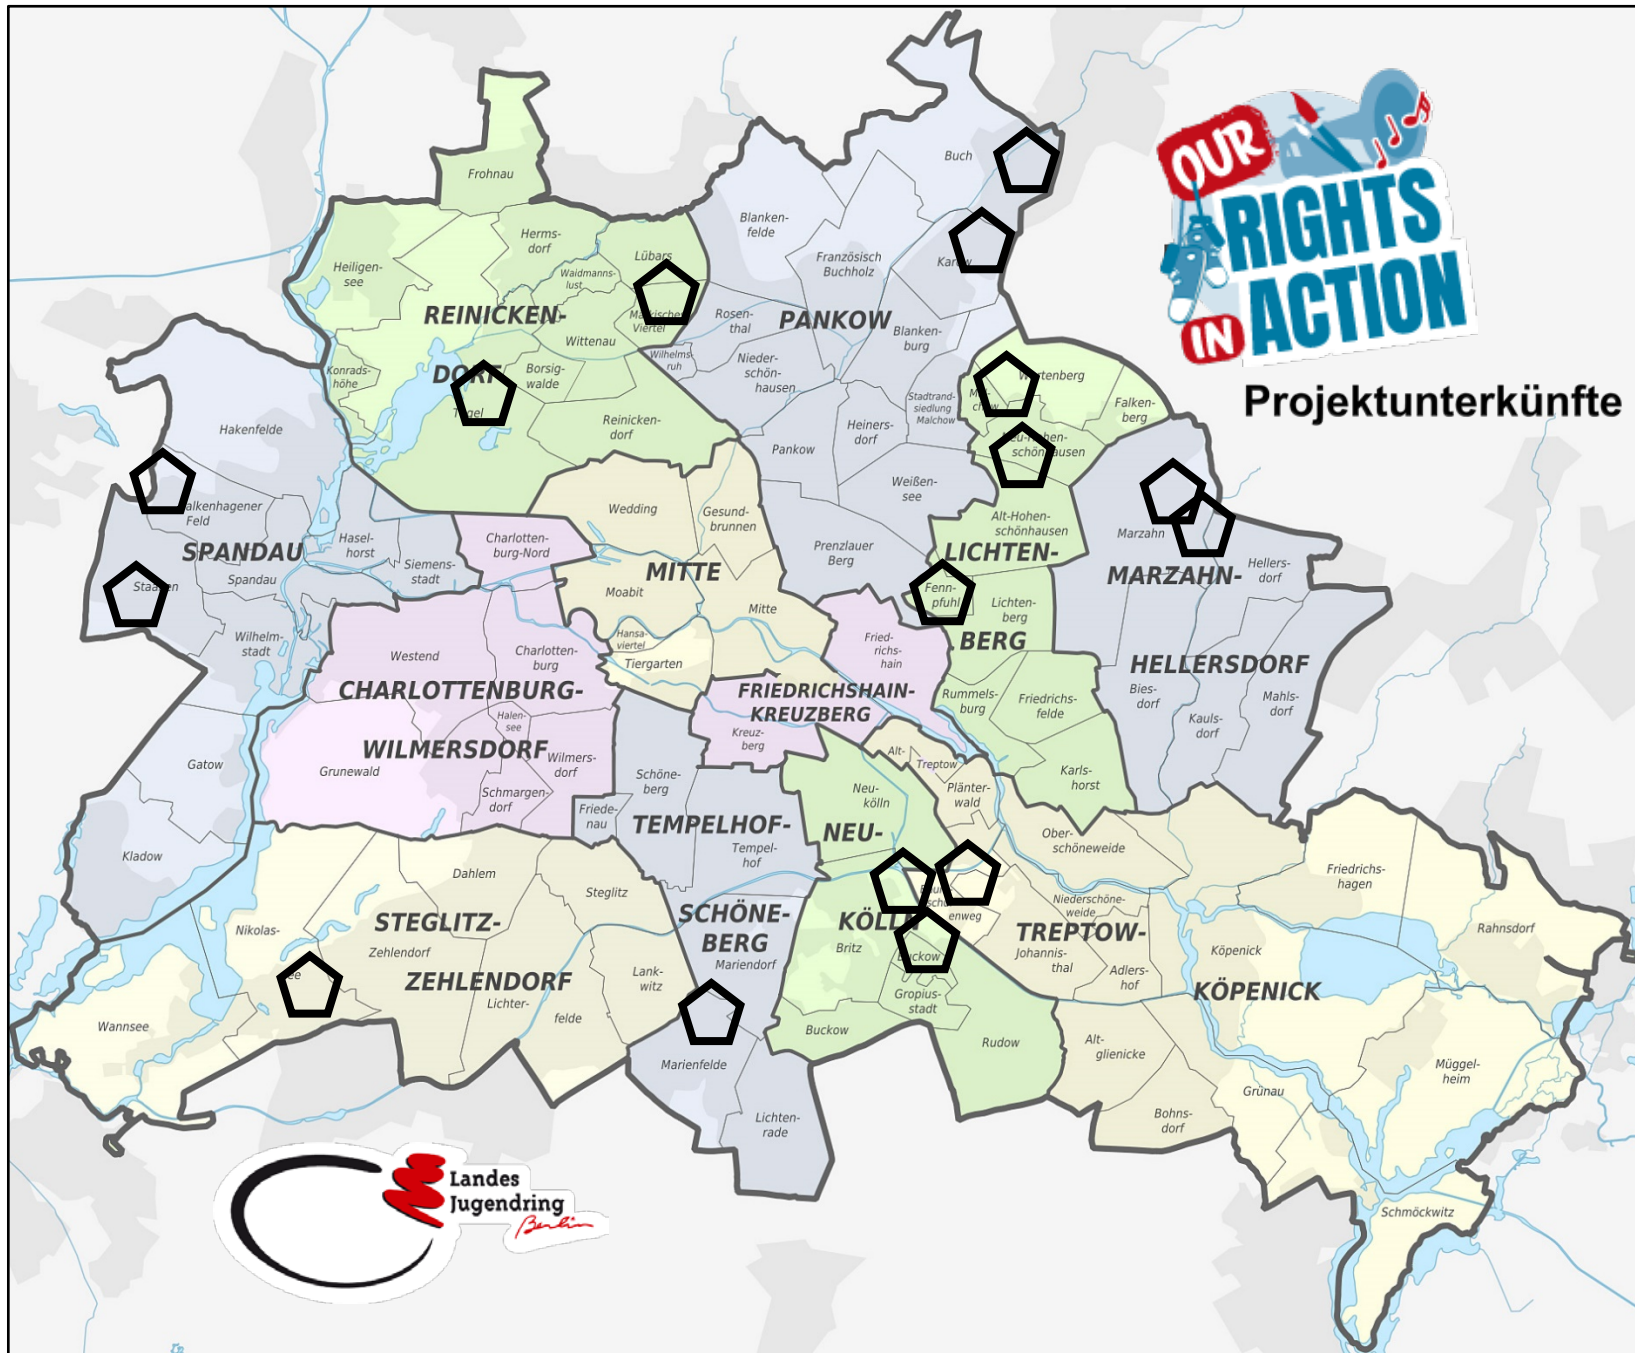 OUR
RIGHTS
IN ACTION
Projektunterkünfte
Buch
Frohnau
Blanken-
felde
Herms-
dorf
Lübars
Französisch
Buchholz
Heiligen-
see
Waidmanns-
lust
REINICKEN-
DORF
Viertel
Rosen-
thal
PANKOW
Blanken-
burg
Wittenau
Wilhelms-
ruh
Nieder-
schön-
hausen
Konrads-
höhe
Borsig-
walde
Falken-
berg
Stadtrand-
siedlung
Malchow
Reinicken-
dorf
Heiners-
dorf
Hakenfelde
Pankow
Weißen-
see
Wedding
Gesund-
brunnen
Feld
SPANDAU
Hasel-
horst
Siemens-
stadt
Spandau
Charlotten-
burg-Nord
MITTE
Moabit
Mitte
Prenzlauer
Berg
Alt-Hohen-
schönhausen
LICHTEN-
BERG
Marzahn
MARZAHN-
HELLERSDORF
Hellers-
dorf
Fenn-
pfuhl
Lichten-
berg
Wilhelm-
stadt
Westend
Charlotten-
burg
Hansa-
viertel
Tiergarten
Fried-
richs-
hain
CHARLOTTENBURG-
WILMERSDORF
FRIEDRICHSHAIN-
KREUZBERG
Kreuz-
berg
Rummels-
burg
Friedrichs-
felde
Bies-
dorf
Kauls-
dorf
Mahls-
dorf
Halen-
see
Gatow
Grunewald
Wilmers-
dorf
Schmargen-
dorf
Schöne-
berg
Friede-
nau
Alt-
Treptow
Karls-
horst
Neu-
kölln
Plänter-
wald
TEMPELHOF-
SCHÖNE-
BERG
Tempel-
hof
NEU-
Ober-
schöneweide
Kladow
Dahlem
Steglitz
Friedrichs-
hagen
Nikolas-
STEGLITZ-
ZEHLENDORF
Zehlendorf
Mariendorf
Britz
enweg
Niederschöne-
weide
TREPTOW-
KÖPENICK
Johannis-
thal
Adlers-
hof
Köpenick
Rahnsdorf
Lichter-
felde
Lank-
witz
Gropius-
stadt
Wannsee
Buckow
Rudow
Alt-
glienicke
Marienfelde
Lichten-
rade
Bohns-
dorf
Grünau
Müggel-
heim
Schmöckwitz
Landes
Jugendring
Berlin